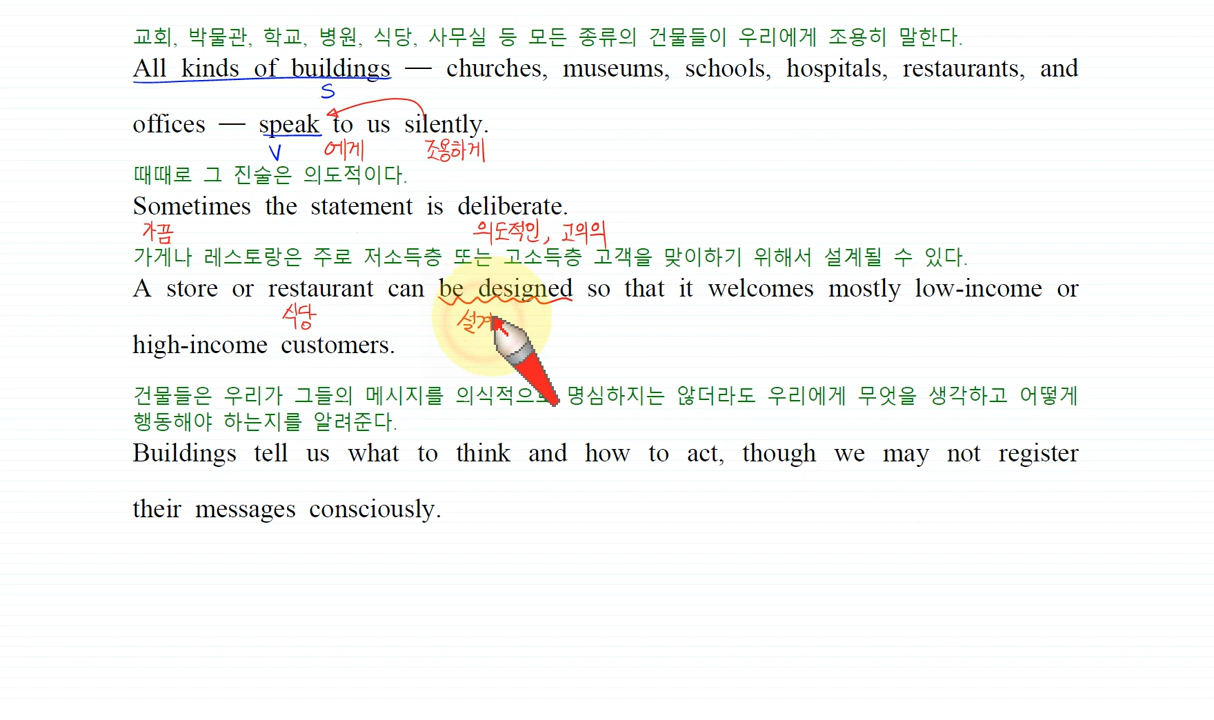 교회, 박물관, 학교, 병원, 식당, 사무실 등 모든 종류의 건물들이 우리에게 조용히 말한다.
All kinds of buildings — churches, museums, schools, hospitals, restaurants, and
S
offices — speak to us silently.
V 에게 조용하게
때때로 그 진술은 의도적이다.
Sometimes the statement is deliberate.
가끔 의도적인, 고의의
가게나 레스토랑은 주로 저소득층 또는 고소득층 고객을 맞이하기 위해서 설계될 수 있다.
A store or restaurant can be designed so that it welcomes mostly low-income or
식당 설계
high-income customers.
건물들은 우리가 그들의 메시지를 의식적으로 명심하지는 않더라도 우리에게 무엇을 생각하고 어떻게
행동해야 하는지를 알려준다.
Buildings tell us what to think and how to act, though we may not register
their messages consciously.